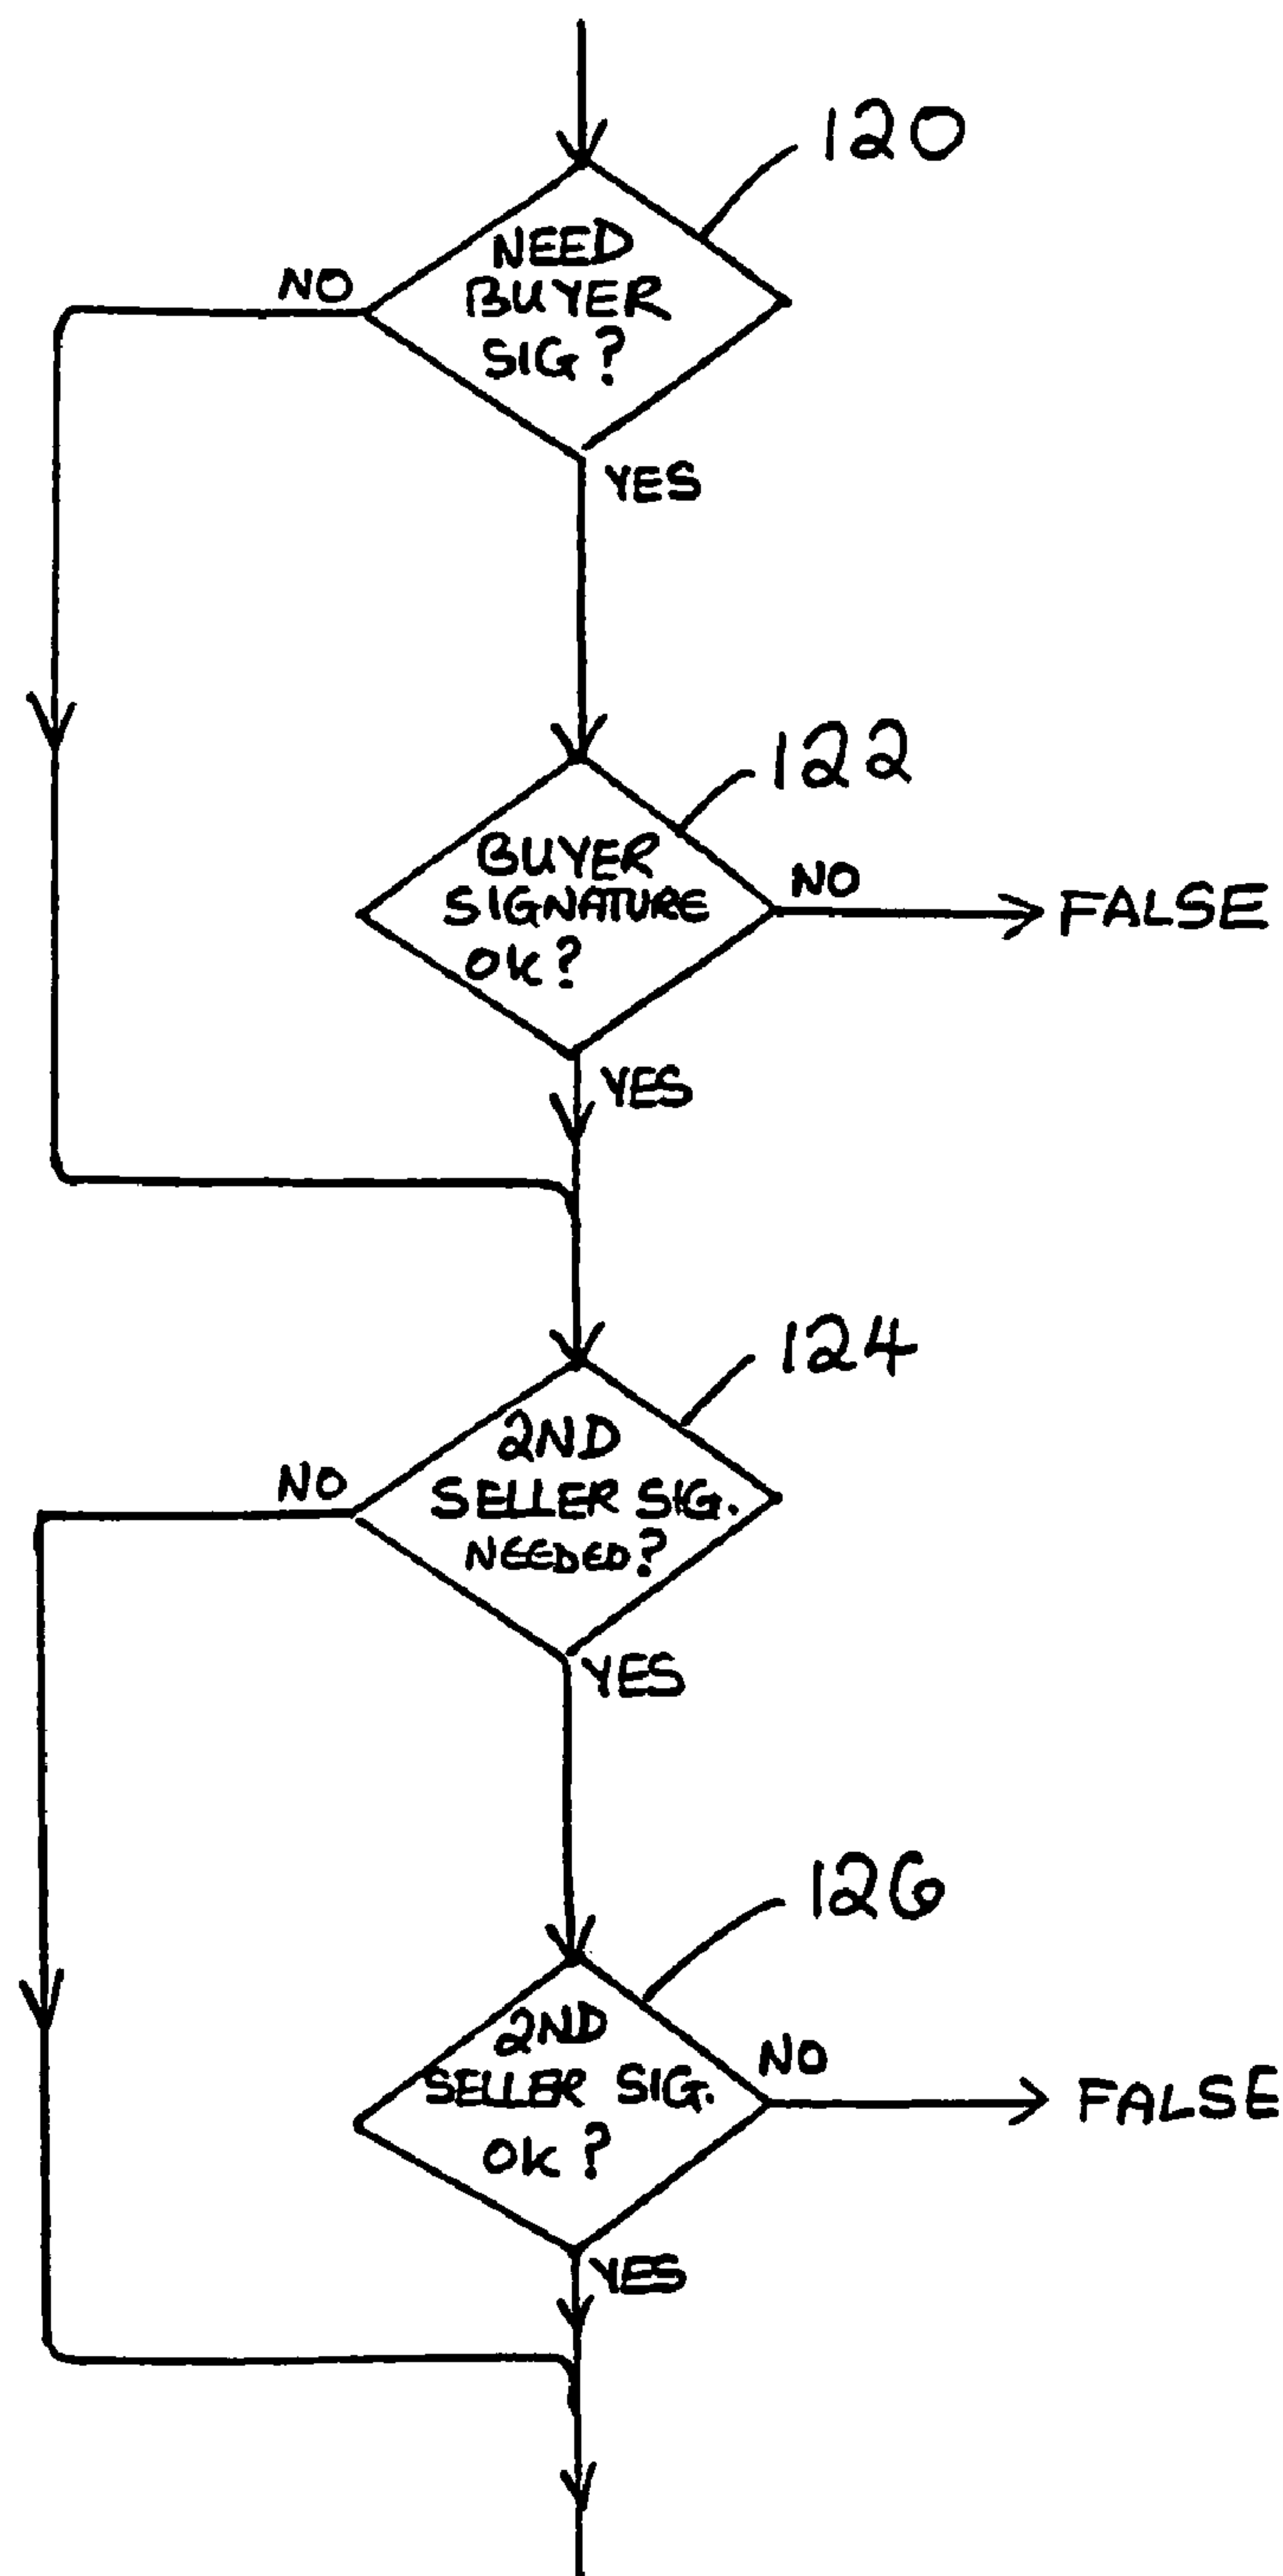 120
NEED
BUYER
SIG?
NO
YES
122
BUYER
SIGNATURE
OK?
NO
FALSE
YES
124
2ND
SELLER SIG.
NEEDED?
NO
YES
126
2ND
SELLER SIG.
OK?
NO
FALSE
YES